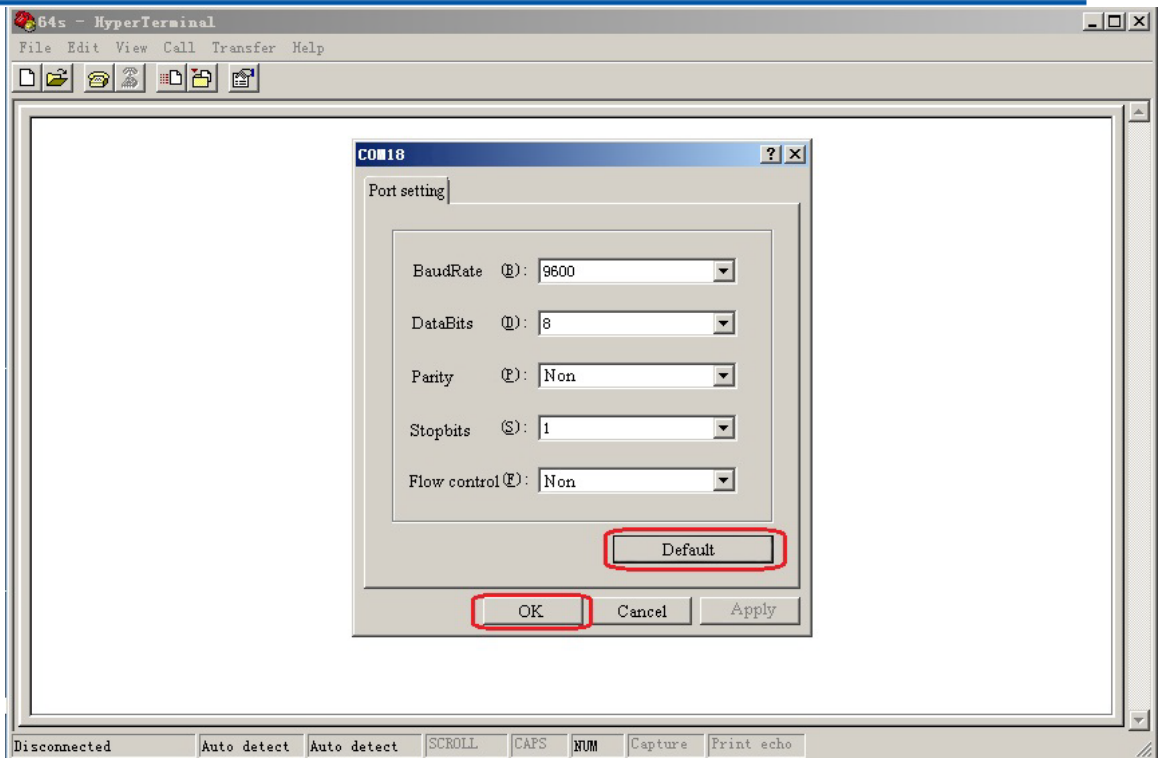 64s - HyperTerminal
File Edit View Call Transfer Help
COM18
Port setting
BaudRate (B): 9600
DataBits (D): 8
Parity (P): Non
Stopbits (S): 1
Flow control(F): Non
Default
OK Cancel Apply
Disconnected Auto detect Auto detect SCROLL CAPS NUM Capture Print echo